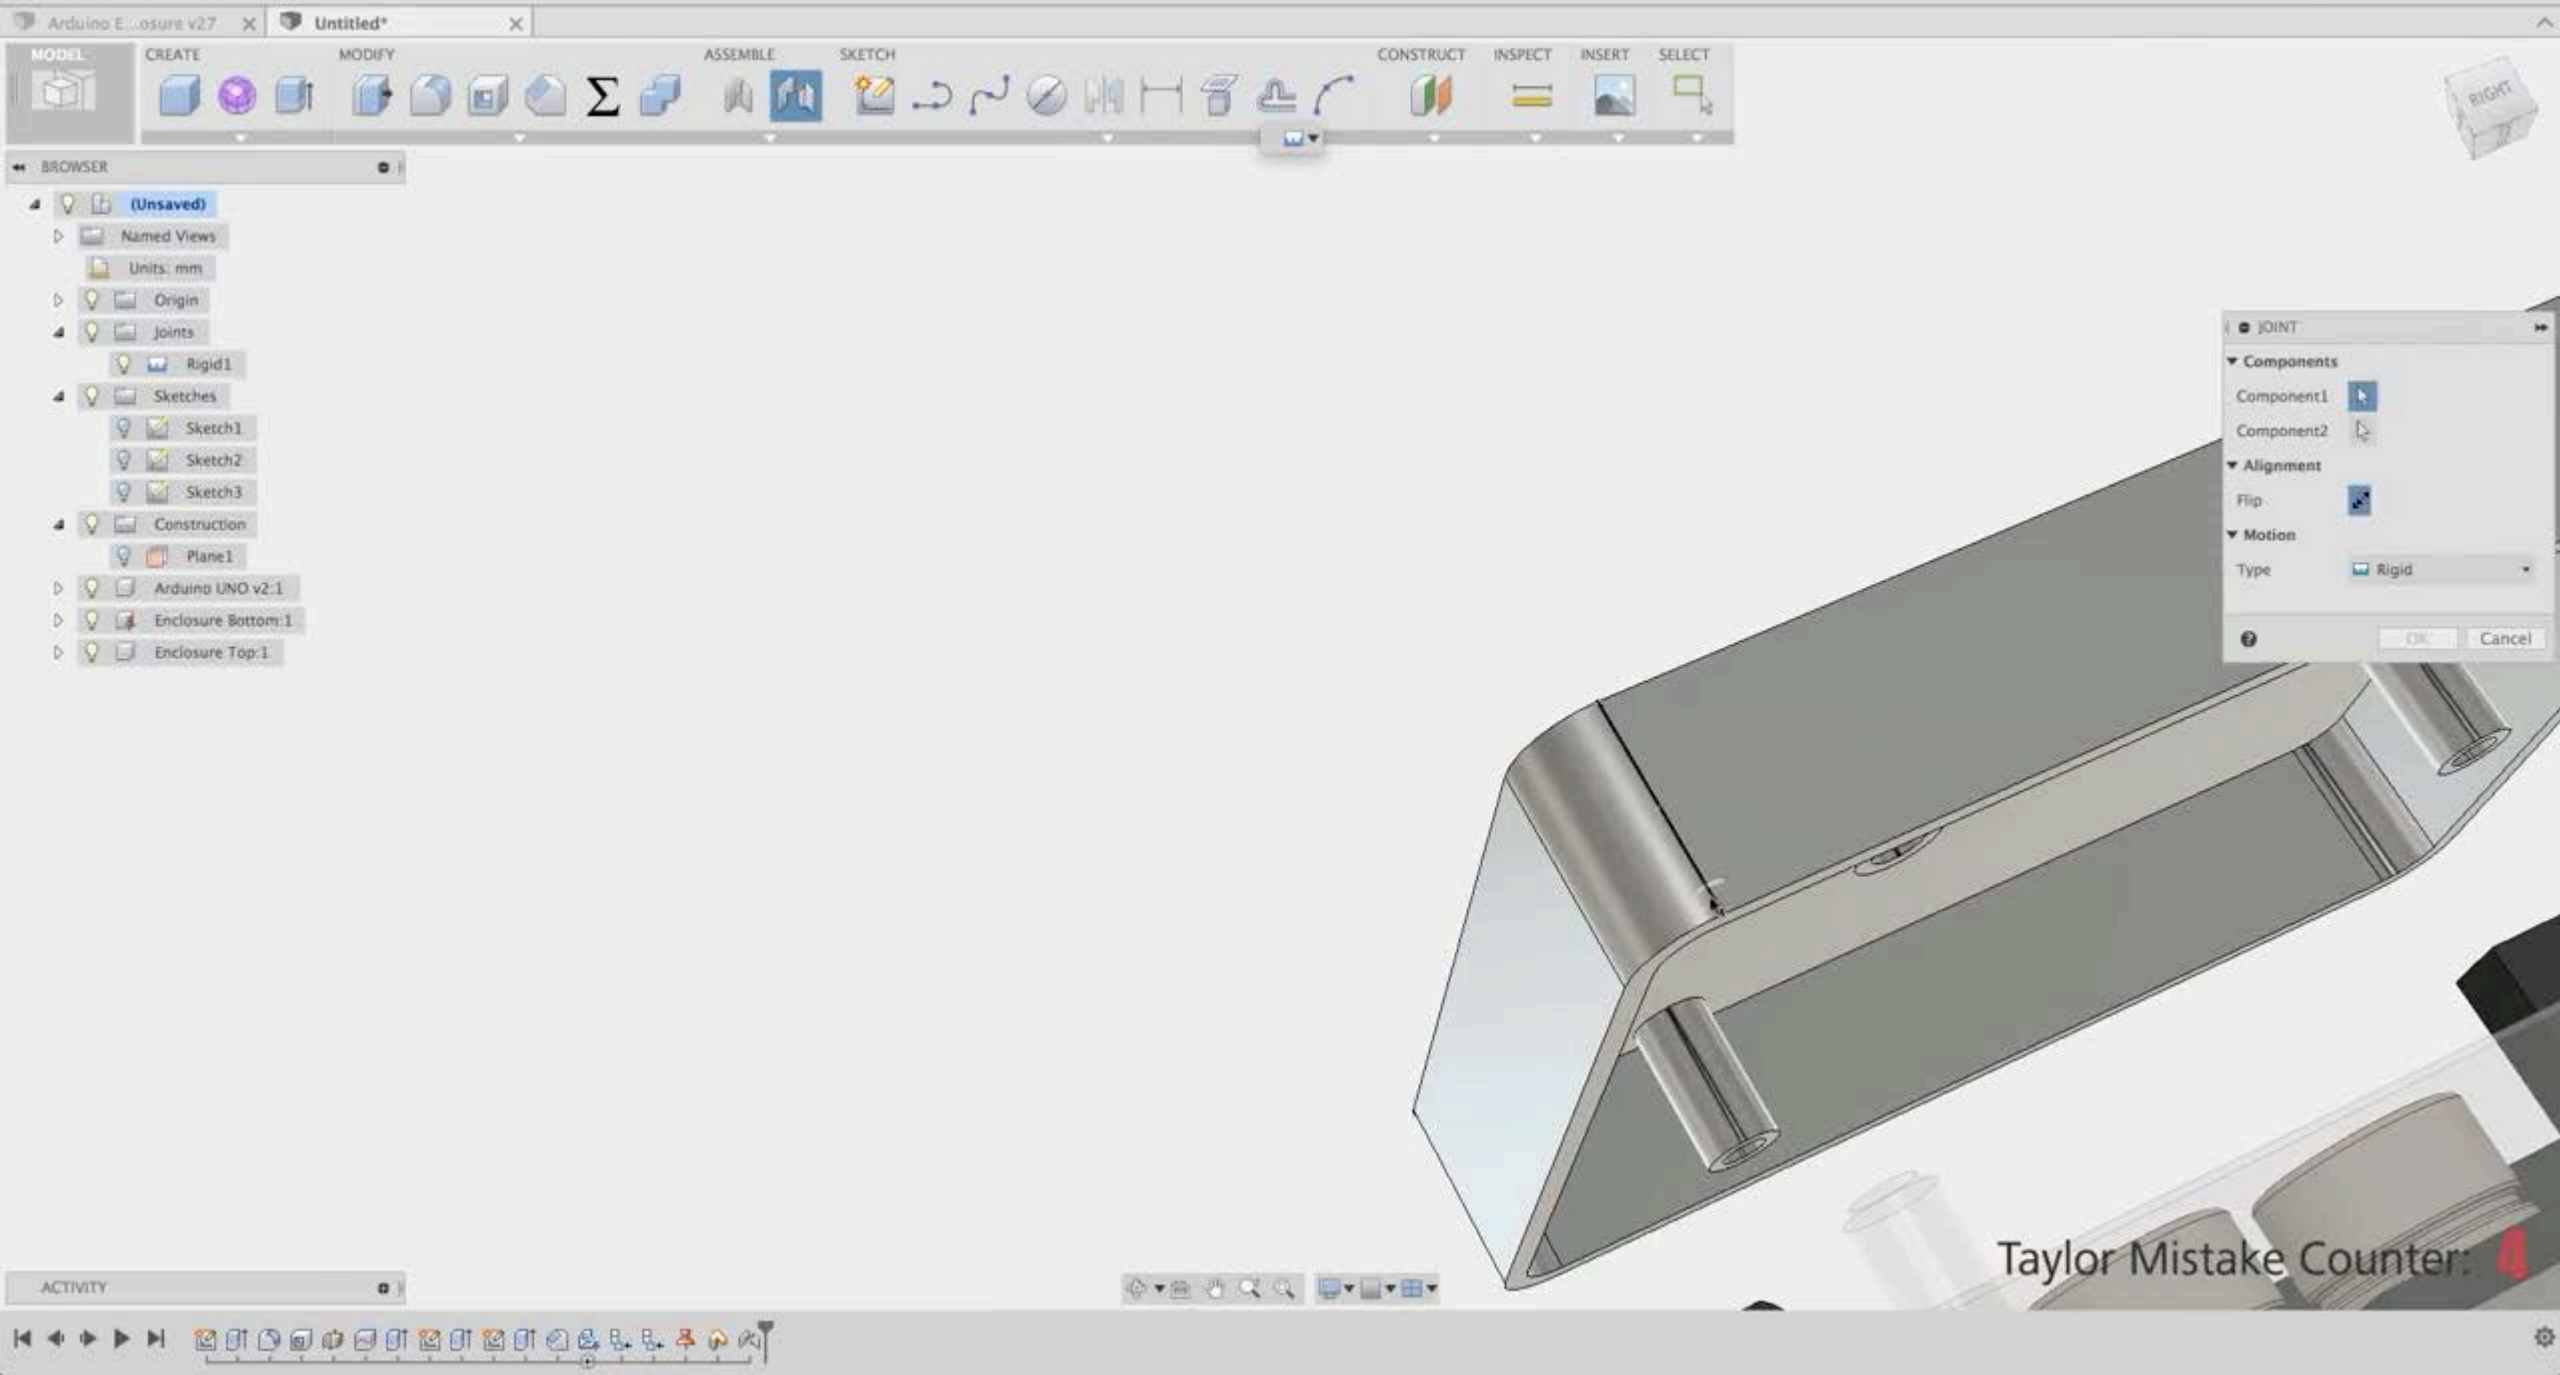 Arduino E...osure v27
Untitled*
MODEL
CREATE
MODIFY
ASSEMBLE
SKETCH
CONSTRUCT
INSPECT
INSERT
SELECT
RIGHT
BROWSER
(Unsaved)
Named Views
Units: mm
Origin
Joints
Rigid1
Sketches
Sketch1
Sketch2
Sketch3
Construction
Plane1
Arduino UNO v2:1
Enclosure Bottom:1
Enclosure Top:1
JOINT
Components
Component1
Component2
Alignment
Flip
Motion
Type
Rigid
OK
Cancel
Taylor Mistake Counter: 4
ACTIVITY